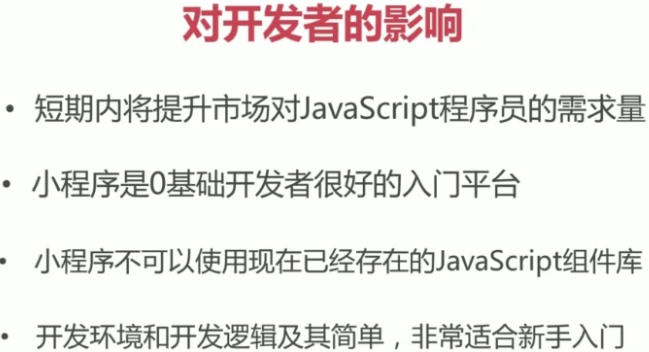 对开发者的影响
• 短期内将提升市场对JavaScript程序员的需求量
• 小程序是0基础开发者很好的入门平台
• 小程序不可以使用现在已经存在的JavaScript组件库
• 开发环境和开发逻辑及其简单，非常适合新手入门